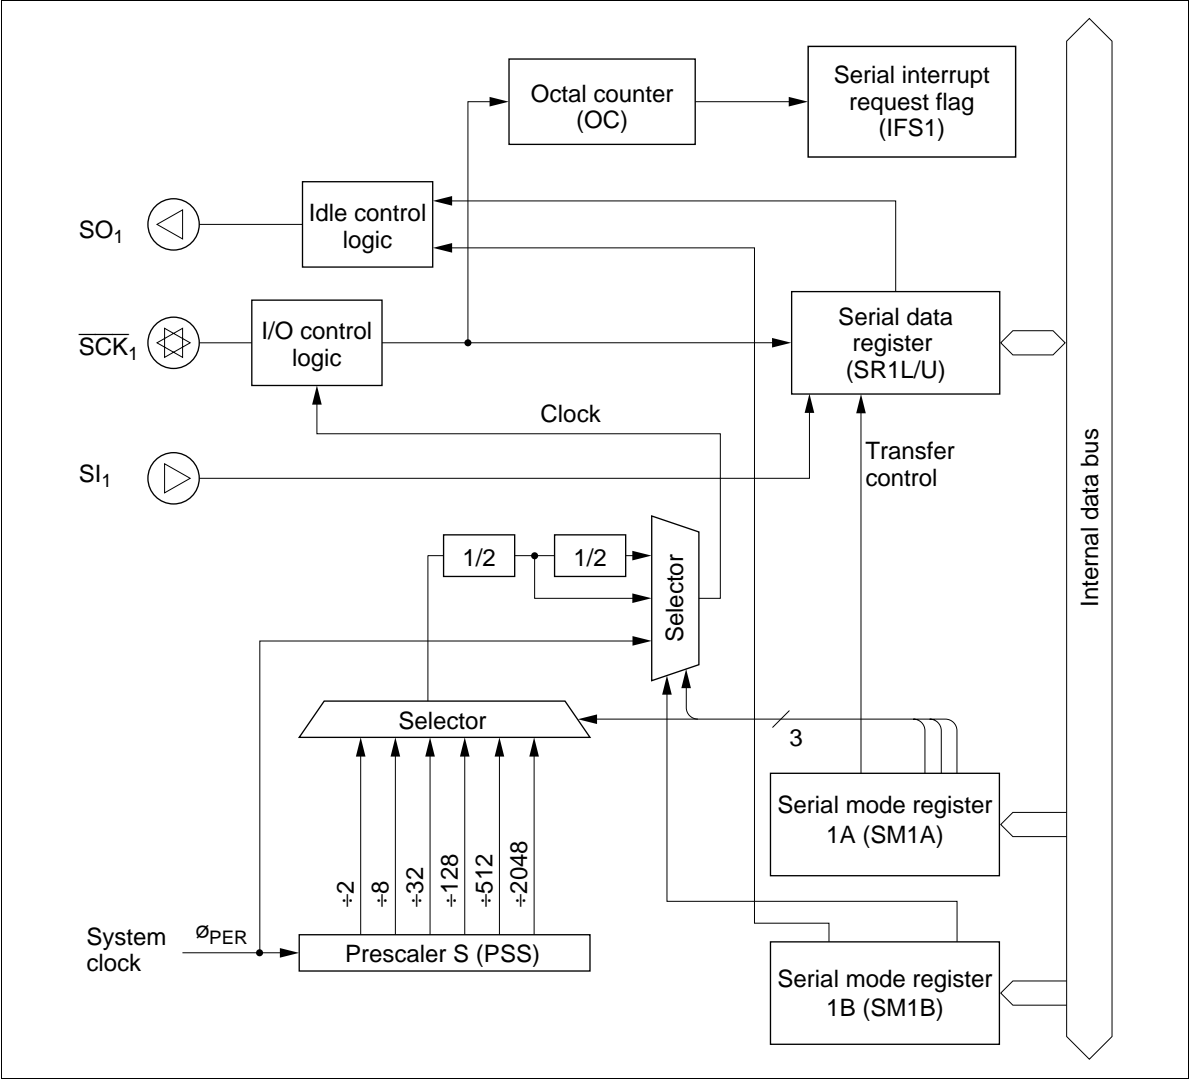 Octal counter
(OC)
Serial interrupt
request flag
(IFS1)
SO1
Idle control
logic
SCK1
I/O control
logic
Serial data
register
(SR1L/U)
Clock
SI1
Transfer
control
Internal data bus
1/2
1/2
Selector
Selector
3
Serial mode register
1A (SM1A)
÷2
÷8
÷32
÷128
÷512
÷2048
System
clock
øPER
Prescaler S (PSS)
Serial mode register
1B (SM1B)